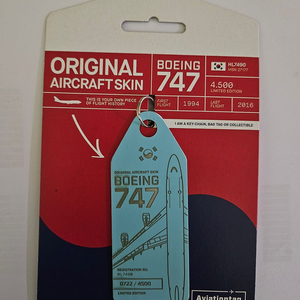 ORIGINAL
AIRCRAFT SKIN
THIS IS YOUR OWN PIECE
OF FLIGHT HISTORY
BOEING
747
HL7490
4.500
LIMITED EDITION
FIRST
FLIGHT
1994
LAST
FLIGHT
2016
I AM A KEY-CHAIN, BAG TAG OR COLLECTIBLE
ORIGINAL AIRCRAFT SKIN
BOEING
747
REGISTRATION NO.
HL7490
0722 / 4500
LIMITED EDITION
Aviationtag